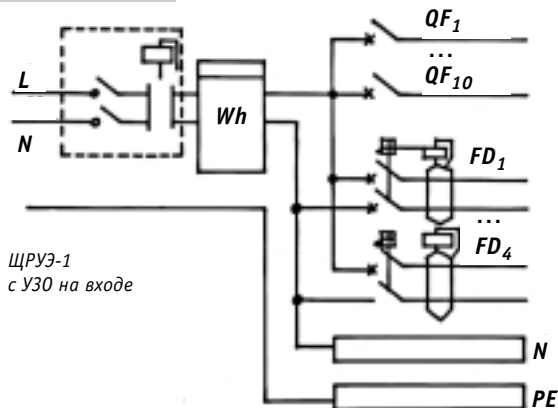 QF1
...
QF10
L
N
Wh
FD1
...
FD4
ЩРУЭ-1
с УЗО на входе
N
PE